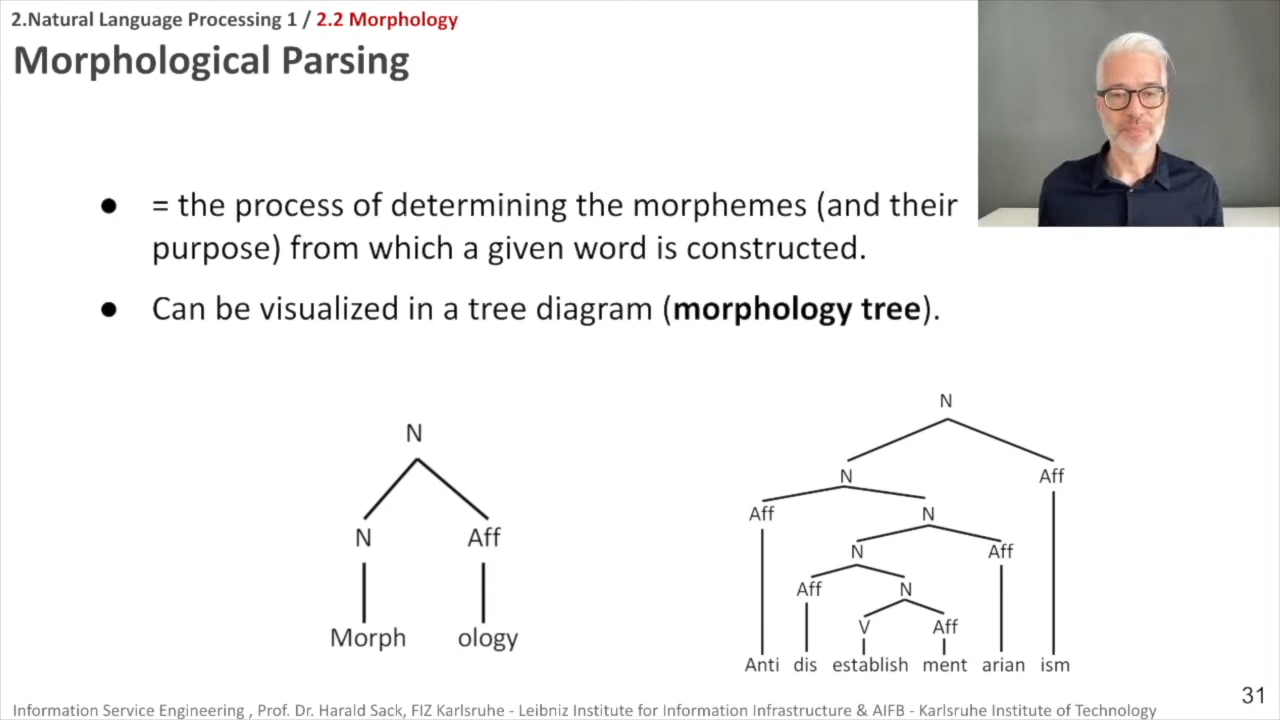 2.Natural Language Processing 1 / 2.2 Morphology
Morphological Parsing
● = the process of determining the morphemes (and their
purpose) from which a given word is constructed.
● Can be visualized in a tree diagram (morphology tree).
N
N Aff
Morph ology
N
N Aff
Aff N
N Aff
Aff N
V Aff
Anti dis establish ment arian ism
31
Information Service Engineering , Prof. Dr. Harald Sack, FIZ Karlsruhe - Leibniz Institute for Information Infrastructure & AIFB - Karlsruhe Institute of Technology